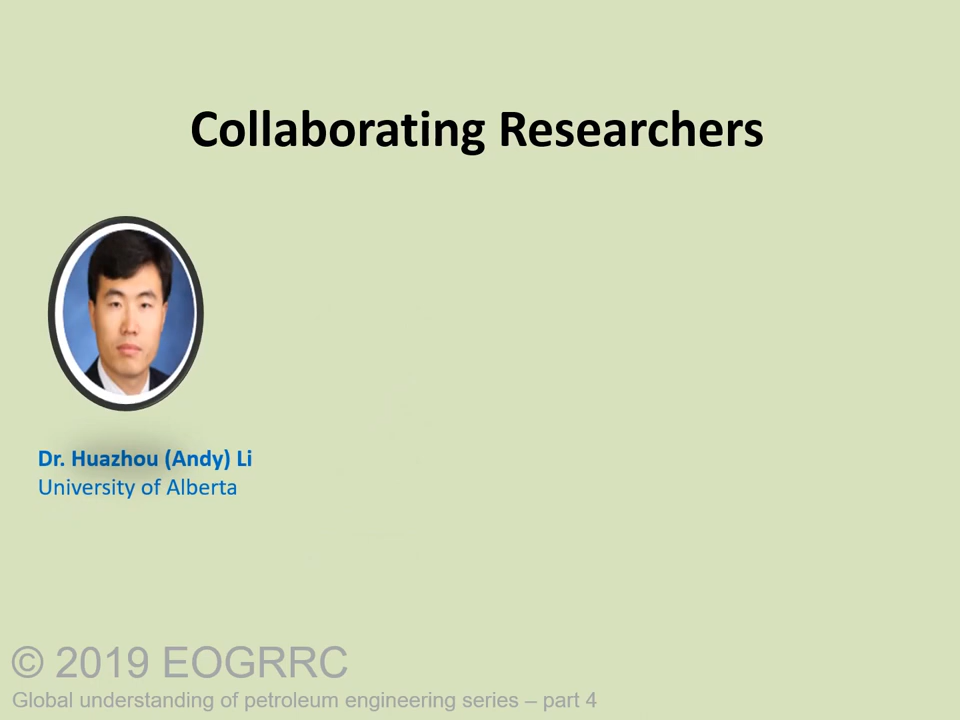 Collaborating Researchers
Dr. Huazhou (Andy) Li
University of Alberta
© 2019 EOGRRC
Global understanding of petroleum engineering series – part 4